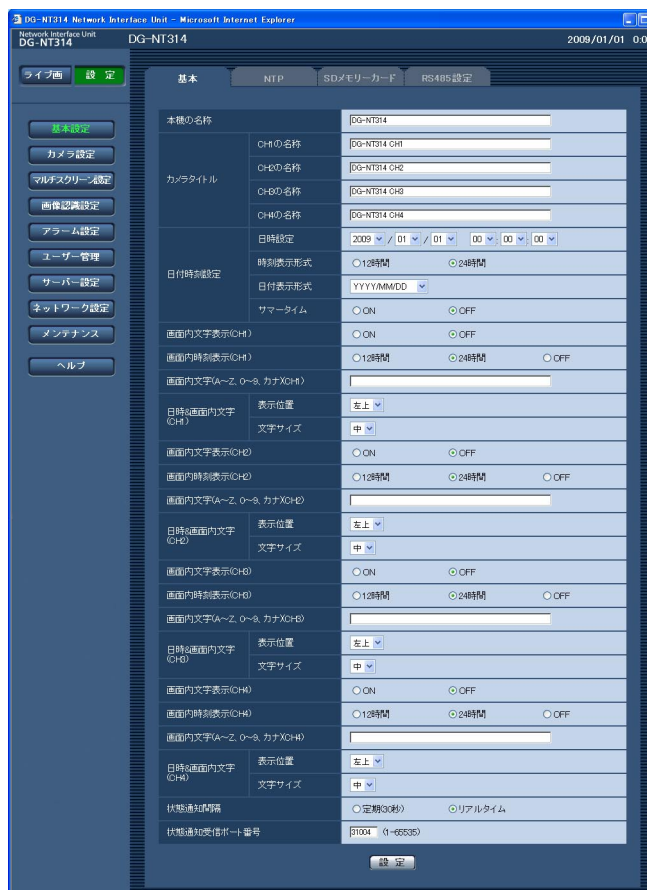 DG-NT314 Network Interface Unit - Microsoft Internet Explorer
Network Interface Unit
DG-NT314
DG-NT314
2009/01/01 0:0
ライブ画 設 定
基本 NTP SDメモリーカード RS485設定
基本設定
カメラ設定
マルチスクリーン設定
画像認識設定
アラーム設定
ユーザー管理
サーバー設定
ネットワーク設定
メンテナンス
ヘルプ
本機の名称 DG-NT314
カメラタイトル
CH1の名称 DG-NT314 CH1
CH2の名称 DG-NT314 CH2
CH3の名称 DG-NT314 CH3
CH4の名称 DG-NT314 CH4
日付時刻設定
日時設定 2009 / 01 / 01 00 : 00 : 00
時刻表示形式 12時間 24時間
日付表示形式 YYYY/MM/DD
サマータイム ON OFF
画面内文字表示(CH1) ON OFF
画面内時刻表示(CH1) 12時間 24時間 OFF
画面内文字(A～Z, 0～9, カナ)(CH1)
日時&画面内文字
(CH1)
表示位置 左上
文字サイズ 中
画面内文字表示(CH2) ON OFF
画面内時刻表示(CH2) 12時間 24時間 OFF
画面内文字(A～Z, 0～9, カナ)(CH2)
日時&画面内文字
(CH2)
表示位置 左上
文字サイズ 中
画面内文字表示(CH3) ON OFF
画面内時刻表示(CH3) 12時間 24時間 OFF
画面内文字(A～Z, 0～9, カナ)(CH3)
日時&画面内文字
(CH3)
表示位置 左上
文字サイズ 中
画面内文字表示(CH4) ON OFF
画面内時刻表示(CH4) 12時間 24時間 OFF
画面内文字(A～Z, 0～9, カナ)(CH4)
日時&画面内文字
(CH4)
表示位置 左上
文字サイズ 中
状態通知間隔 定期(30秒) リアルタイム
状態通知受信ポート番号 31004 (1-65535)
設 定